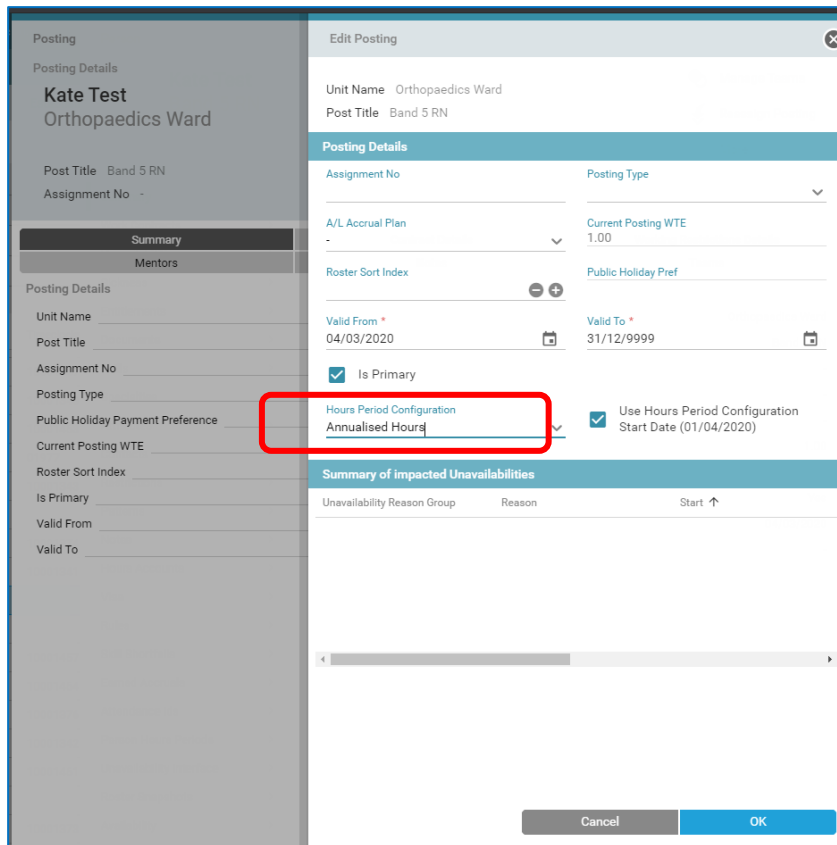 Posting
Posting Details
Kate Test
Orthopaedics Ward
Post Title Band 5 RN
Assignment No -
Summary
Mentors
Posting Details
Unit Name
Post Title
Assignment No
Posting Type
Public Holiday Payment Preference
Current Posting WTE
Roster Sort Index
Is Primary
Valid From
Valid To
Edit Posting
Unit Name Orthopaedics Ward
Post Title Band 5 RN
Posting Details
Assignment No Posting Type
A/L Accrual Plan Current Posting WTE
- 1.00
Roster Sort Index Public Holiday Pref
Valid From * Valid To *
04/03/2020 31/12/9999
Is Primary
Hours Period Configuration
Annualised Hours
Use Hours Period Configuration
Start Date (01/04/2020)
Summary of impacted Unavailabilities
Unavailability Reason Group Reason Start ↑
Cancel OK